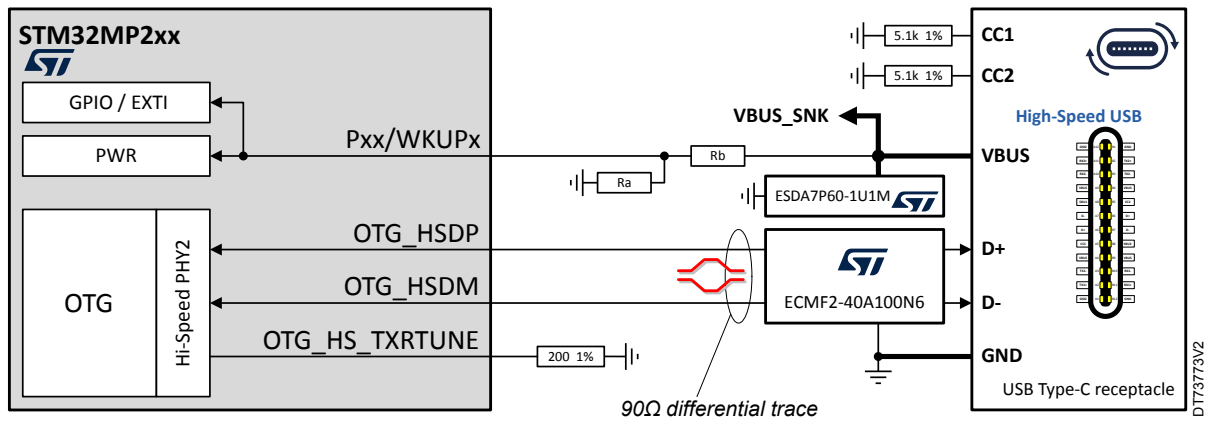 STM32MP2xx
GPIO / EXTI
PWR
Pxx/WKUPx
OTG
Hi-Speed PHY2
OTG_HSDP
OTG_HSDM
OTG_HS_TXRTUNE
200 1%
Ra
Rb
VBUS_SNK
ESDA7P60-1U1M
ECMF2-40A100N6
90Ω differential trace
5.1k 1%
5.1k 1%
CC1
CC2
High-Speed USB
VBUS
D+
D-
GND
USB Type-C receptacle
DT73773V2